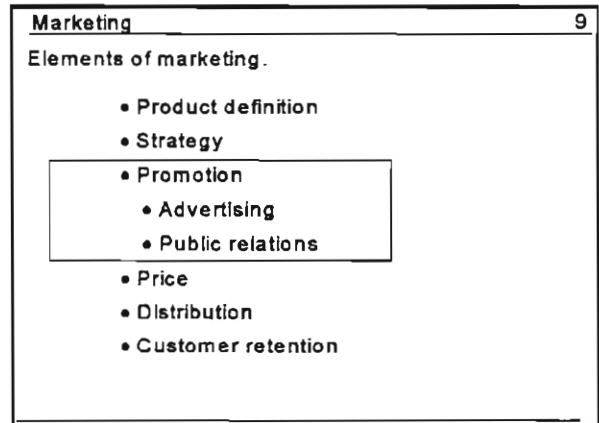 Marketing 9
Elements of marketing.
• Product definition
• Strategy
• Promotion
• Advertising
• Public relations
• Price
• Distribution
• Customer retention